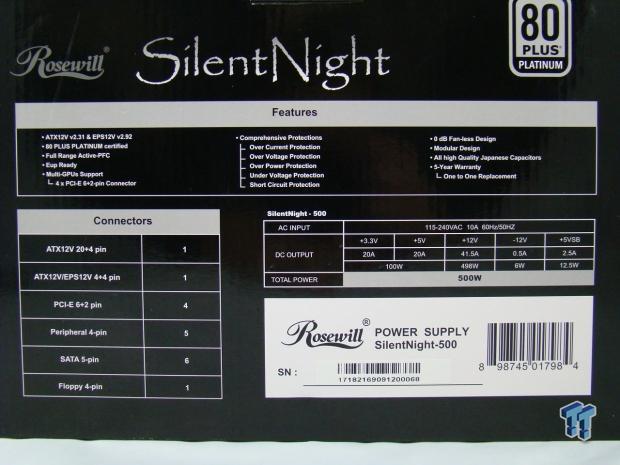 Rosewill®
SilentNight
80
PLUS®
PLATINUM
Features
• ATX12V v2.31 & EPS12V v2.92
• 80 PLUS PLATINUM certified
• Full Range Active-PFC
• Eup Ready
• Multi-GPUs Support
4 x PCI-E 6+2-pin Connector
• Comprehensive Protections
Over Current Protection
Over Voltage Protection
Over Power Protection
Under Voltage Protection
Short Circuit Protection
• 0 dB Fan-less Design
• Modular Design
• All high Quality Japanese Capacitors
• 5-Year Warranty
One to One Replacement
Connectors
ATX12V 20+4 pin 1
ATX12V/EPS12V 4+4 pin 1
PCI-E 6+2 pin 4
Peripheral 4-pin 5
SATA 5-pin 6
Floppy 4-pin 1
SilentNight - 500
AC INPUT 115-240VAC 10A 60Hz/50HZ
+3.3V +5V +12V -12V +5VSB
DC OUTPUT 20A 20A 41.5A 0.5A 2.5A
100W 498W 6W 12.5W
TOTAL POWER 500W
Rosewill®
POWER SUPPLY
SilentNight-500
SN :
17182169091200068
8 98745 01798 4
TT